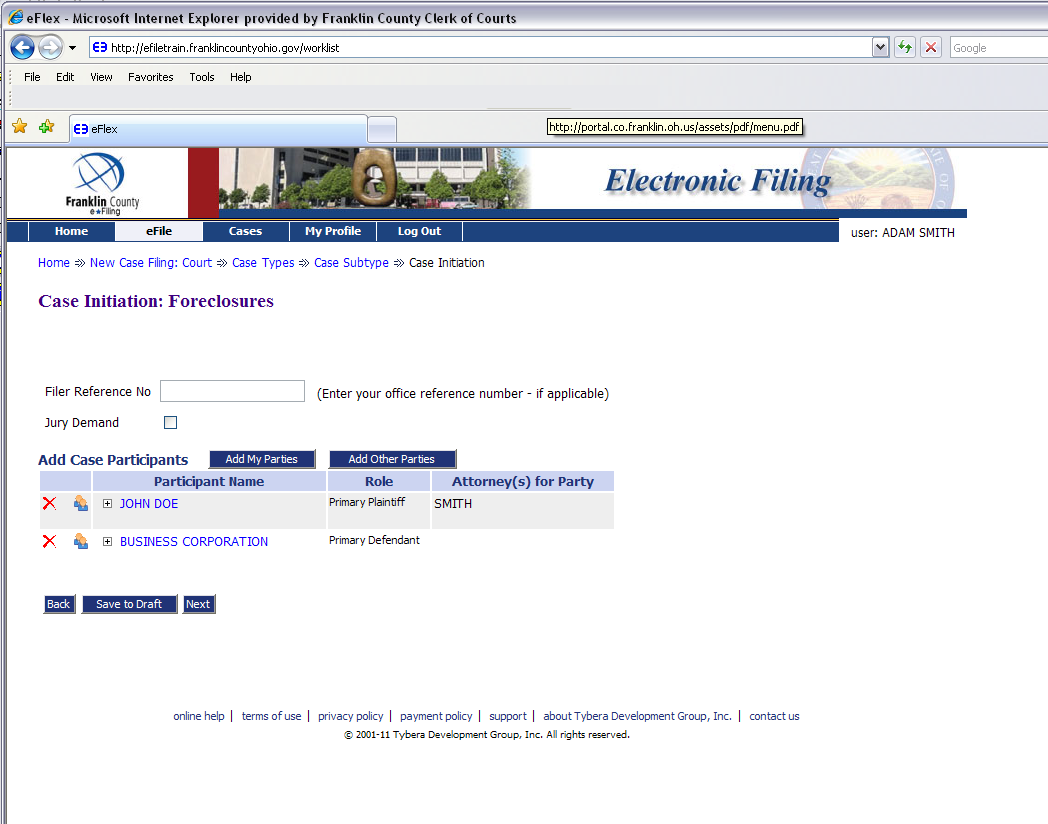 eFlex - Microsoft Internet Explorer provided by Franklin County Clerk of Courts
http://efiletrain.franklincountyohio.gov/worklist
Google
File Edit View Favorites Tools Help
eFlex
http://portal.co.franklin.oh.us/assets/pdf/menu.pdf
Franklin County
e★Filing
Electronic Filing
Home eFile Cases My Profile Log Out
user: ADAM SMITH
Home ⇒ New Case Filing: Court ⇒ Case Types ⇒ Case Subtype ⇒ Case Initiation
Case Initiation: Foreclosures
Filer Reference No (Enter your office reference number - if applicable)
Jury Demand
Add Case Participants Add My Parties Add Other Parties
Participant Name Role Attorney(s) for Party
JOHN DOE Primary Plaintiff SMITH
BUSINESS CORPORATION Primary Defendant
Back Save to Draft Next
online help | terms of use | privacy policy | payment policy | support | about Tybera Development Group, Inc. | contact us
© 2001-11 Tybera Development Group, Inc. All rights reserved.